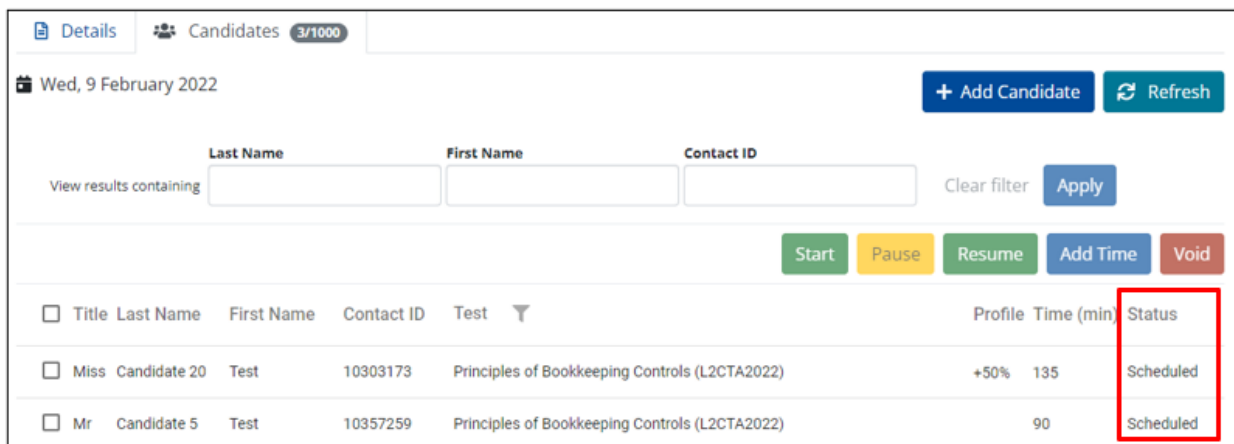 Details Candidates 3/1000
Wed, 9 February 2022
+ Add Candidate Refresh
Last Name First Name Contact ID
View results containing Clear filter Apply
Start Pause Resume Add Time Void
Title Last Name First Name Contact ID Test Profile Time (min) Status
Miss Candidate 20 Test 10303173 Principles of Bookkeeping Controls (L2CTA2022) +50% 135 Scheduled
Mr Candidate 5 Test 10357259 Principles of Bookkeeping Controls (L2CTA2022) 90 Scheduled